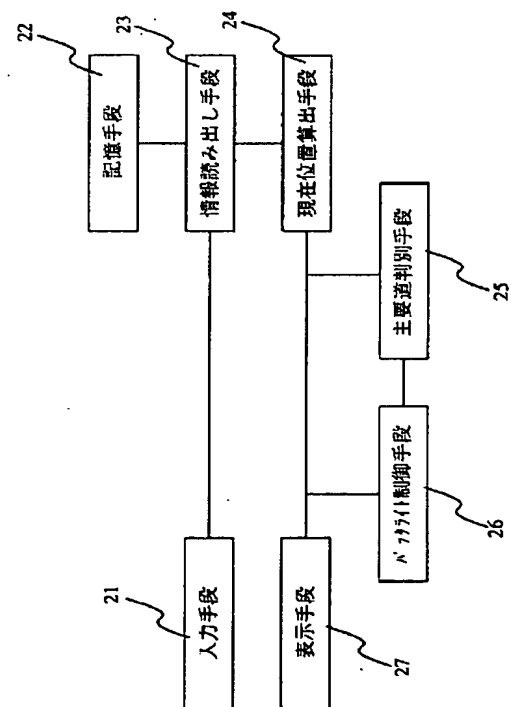 22
記憶手段
23
情報読み出し手段
24
現在位置算出手段
主要道判別手段
25
ﾊﾞｯｸﾗｲﾄ制御手段
26
21
入力手段
表示手段
27